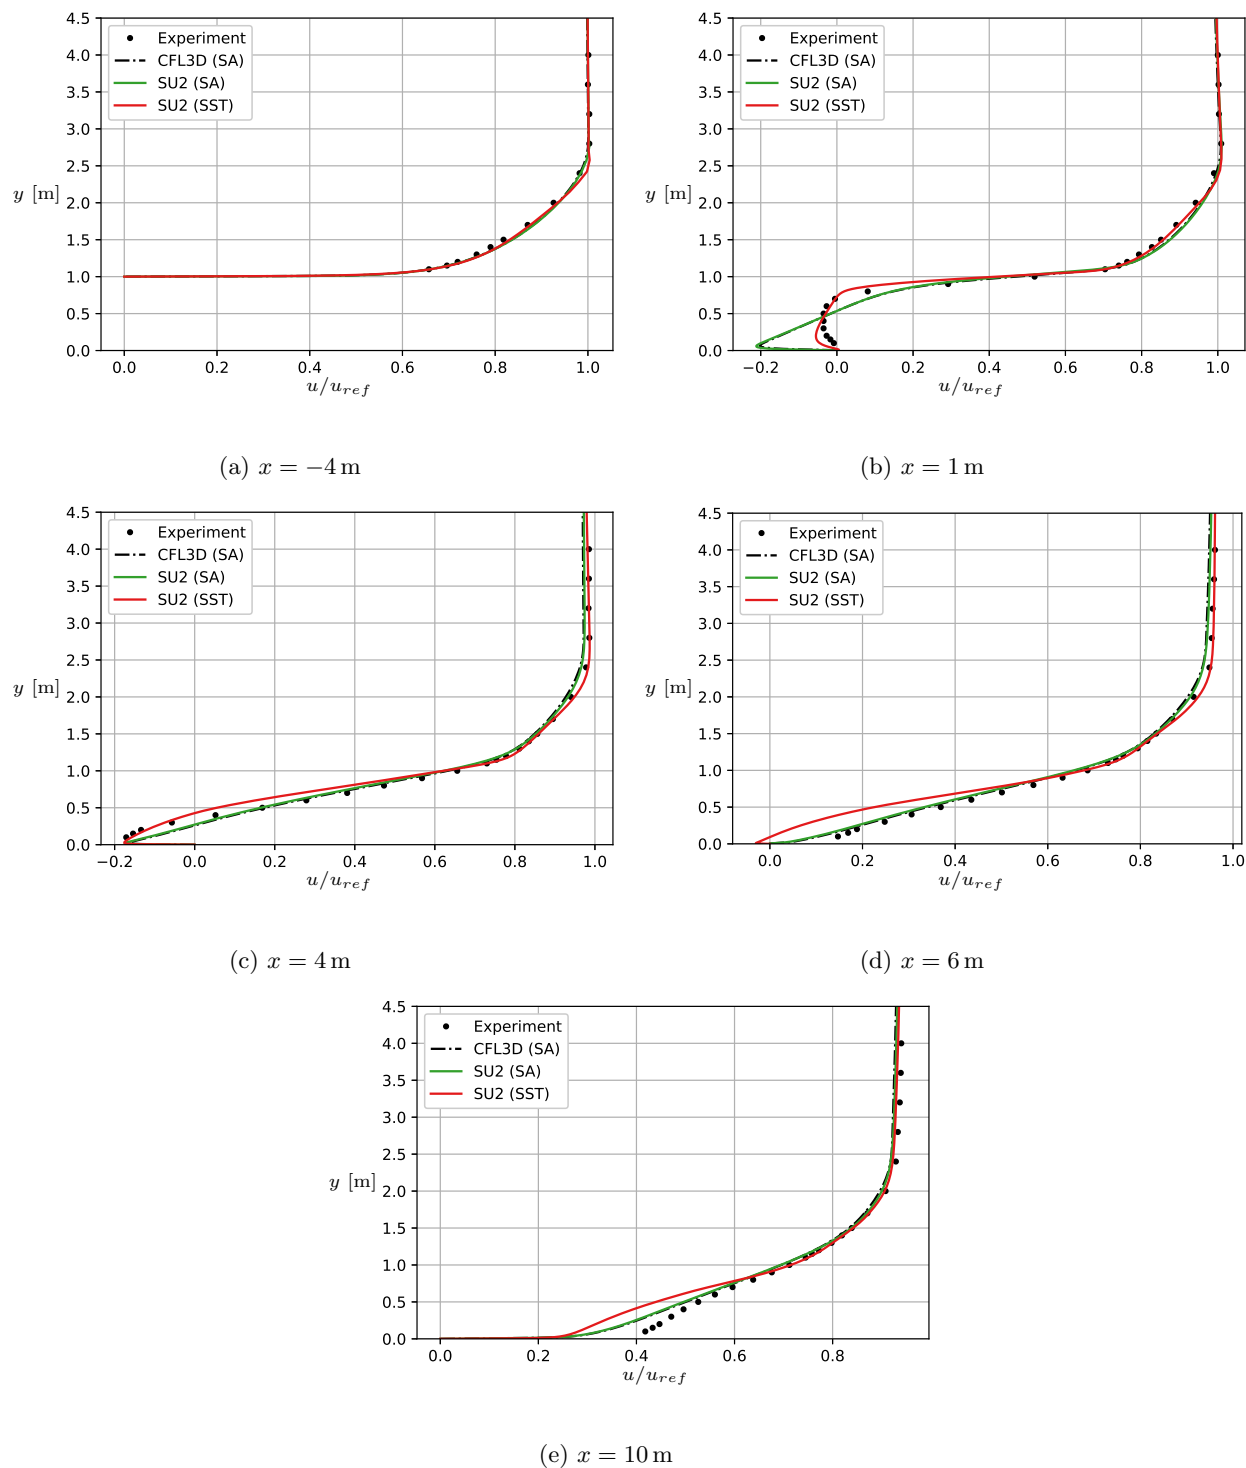 4.5
4.0
3.5
3.0
2.5
2.0
1.5
1.0
0.5
0.0
y [m]
Experiment
CFL3D (SA)
SU2 (SA)
SU2 (SST)
0.0 0.2 0.4 0.6 0.8 1.0
u/u_ref
(a) x = −4 m
4.5
4.0
3.5
3.0
2.5
2.0
1.5
1.0
0.5
0.0
y [m]
Experiment
CFL3D (SA)
SU2 (SA)
SU2 (SST)
−0.2 0.0 0.2 0.4 0.6 0.8 1.0
u/u_ref
(b) x = 1 m
4.5
4.0
3.5
3.0
2.5
2.0
1.5
1.0
0.5
0.0
y [m]
Experiment
CFL3D (SA)
SU2 (SA)
SU2 (SST)
−0.2 0.0 0.2 0.4 0.6 0.8 1.0
u/u_ref
(c) x = 4 m
4.5
4.0
3.5
3.0
2.5
2.0
1.5
1.0
0.5
0.0
y [m]
Experiment
CFL3D (SA)
SU2 (SA)
SU2 (SST)
0.0 0.2 0.4 0.6 0.8 1.0
u/u_ref
(d) x = 6 m
4.5
4.0
3.5
3.0
2.5
2.0
1.5
1.0
0.5
0.0
y [m]
Experiment
CFL3D (SA)
SU2 (SA)
SU2 (SST)
0.0 0.2 0.4 0.6 0.8
u/u_ref
(e) x = 10 m